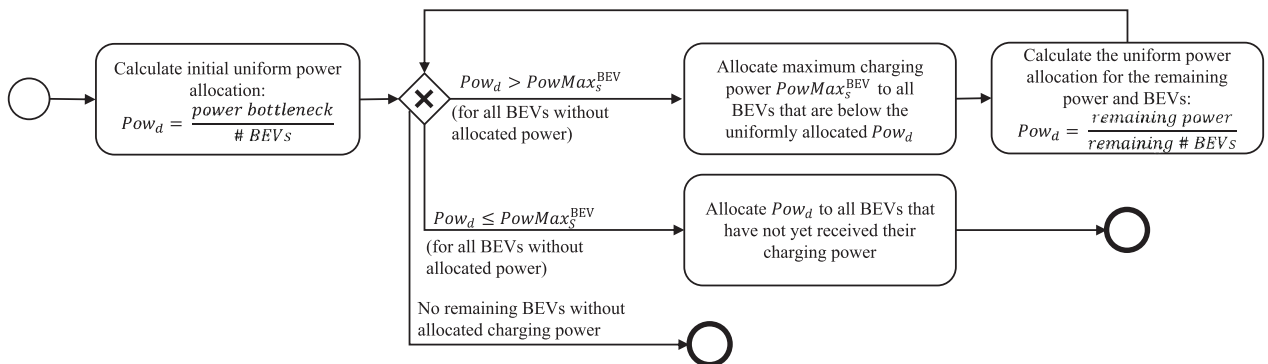 Calculate initial uniform power
allocation:
Pow_d = power bottleneck / # BEVs
Pow_d > PowMax_s^BEV
(for all BEVs without
allocated power)
Allocate maximum charging
power PowMax_s^BEV to all
BEVs that are below the
uniformly allocated Pow_d
Calculate the uniform power
allocation for the remaining
power and BEVs:
Pow_d = remaining power / remaining # BEVs
Pow_d ≤ PowMax_S^BEV
(for all BEVs without
allocated power)
Allocate Pow_d to all BEVs that
have not yet received their
charging power
No remaining BEVs without
allocated charging power